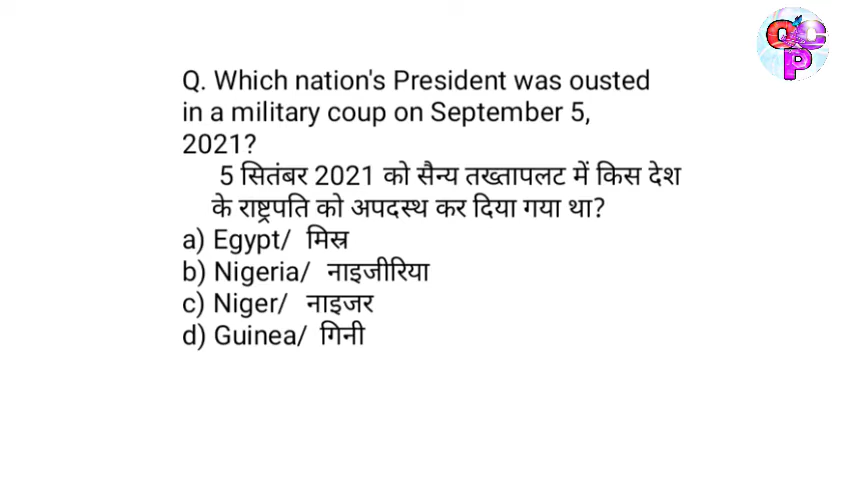 QCP
Q. Which nation's President was ousted
in a military coup on September 5,
2021?
5 सितंबर 2021 को सैन्य तख्तापलट में किस देश
के राष्ट्रपति को अपदस्थ कर दिया गया था?
a) Egypt/ मिस्र
b) Nigeria/ नाइजीरिया
c) Niger/ नाइजर
d) Guinea/ गिनी